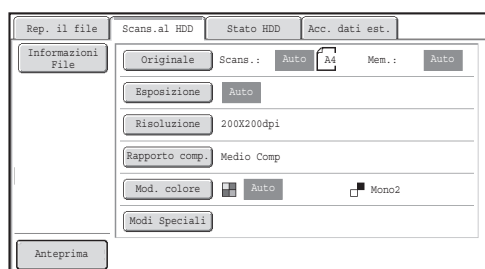 Rep. il file Scans.al HDD Stato HDD Acc. dati est.
Informazioni
File
Originale Scans.: Auto A4 Mem.: Auto
Esposizione Auto
Risoluzione 200X200dpi
Rapporto comp. Medio Comp
Mod. colore Auto Mono2
Modi Speciali
Anteprima